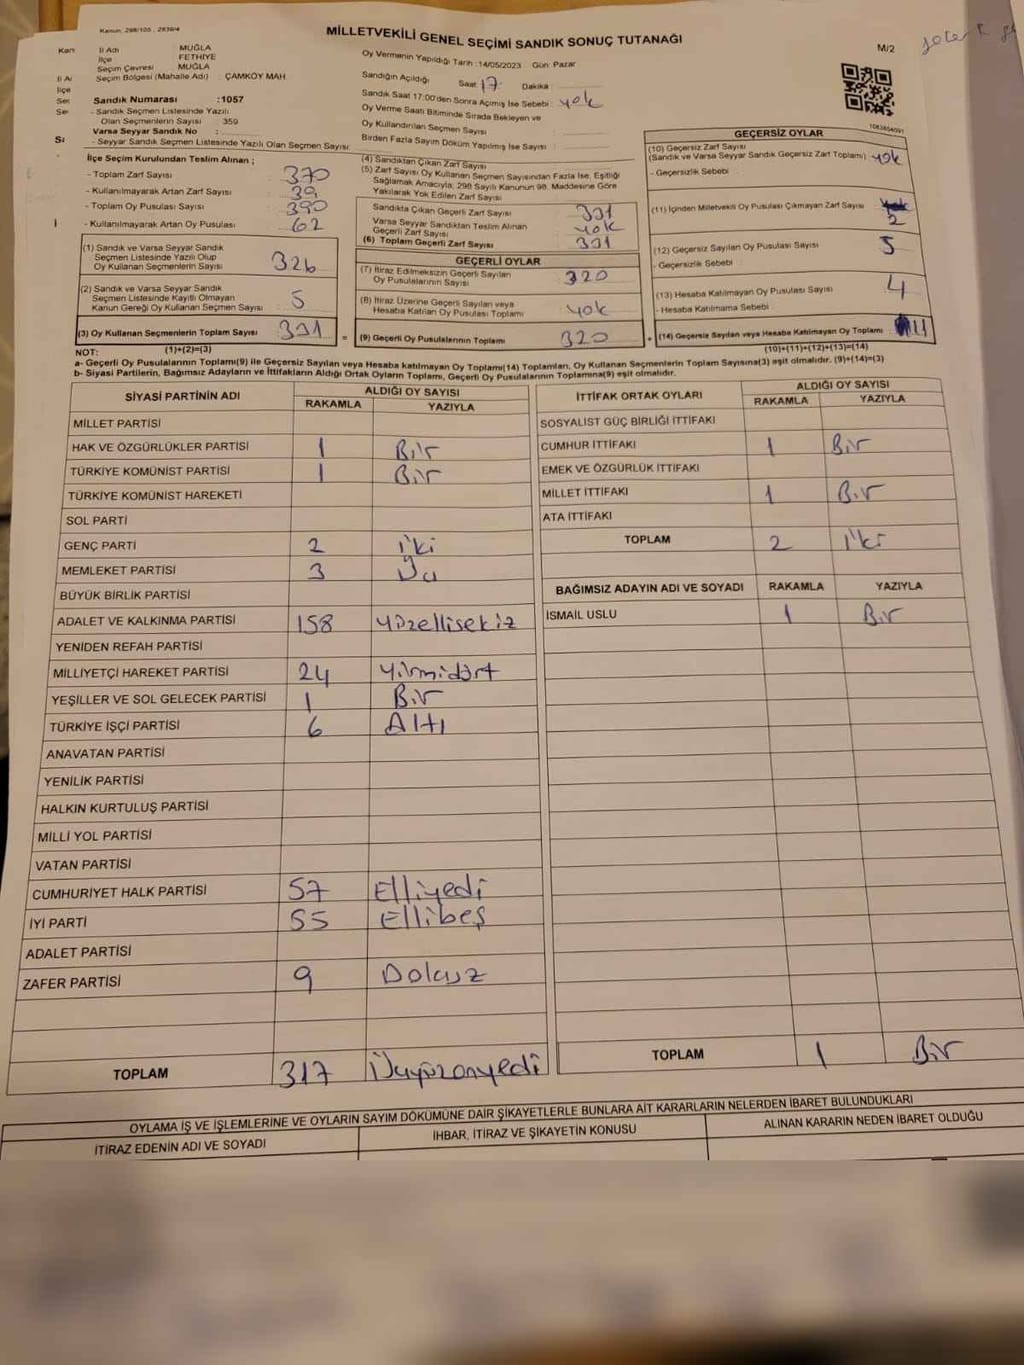 Kanun: 298/105 , 2839/4
MİLLETVEKİLİ GENEL SEÇİMİ SANDIK SONUÇ TUTANAĞI
M/2
İl Adı : MUĞLA
İlçe : FETHİYE
Seçim Çevresi : MUĞLA
Seçim Bölgesi (Mahalle Adı) : ÇAMKÖY MAH
Sandık Numarası :1057
- Sandık Seçmen Listesinde Yazılı
Olan Seçmenlerin Sayısı : 359
Varsa Seyyar Sandık No :
- Seyyar Sandık Seçmen Listesinde Yazılı Olan Seçmen Sayısı
İlçe Seçim Kurulundan Teslim Alınan ;
- Toplam Zarf Sayısı : 370
- Kullanılmayarak Artan Zarf Sayısı : 39
- Toplam Oy Pusulası Sayısı : 390
- Kullanılmayarak Artan Oy Pusulası : 62
(1) Sandık ve Varsa Seyyar Sandık
Seçmen Listesinde Yazılı Olup
Oy Kullanan Seçmenlerin Sayısı : 326
(2) Sandık ve Varsa Seyyar Sandık
Seçmen Listesinde Kayıtlı Olmayan
Kanun Gereği Oy Kullanan Seçmen Sayısı : 5
(3) Oy Kullanan Seçmenlerin Toplam Sayısı : 331
(1)+(2)=(3)
Oy Vermenin Yapıldığı Tarih :14/05/2023 Gün: Pazar
Sandığın Açıldığı Saat 17 Dakika :
Sandık Saat 17:00'den Sonra Açımış İse Sebebi : yok
Oy Verme Saati Bitiminde Sırada Bekleyen ve
Oy Kullandırılan Seçmen Sayısı :
Birden Fazla Sayım Döküm Yapılmış İse Sayısı :
(4) Sandıktan Çıkan Zarf Sayısı
(5) Zarf Sayısı Oy Kullanan Seçmen Sayısından Fazla İse, Eşitliği
Sağlamak Amacıyla; 298 Sayılı Kanunun 98. Maddesine Göre
Yakılarak Yok Edilen Zarf Sayısı :
Sandıkta Çıkan Geçerli Zarf Sayısı : 331
Varsa Seyyar Sandıktan Teslim Alınan
Geçerli Zarf Sayısı : yok
(6) Toplam Geçerli Zarf Sayısı : 331
GEÇERLİ OYLAR
(7) İtiraz Edilmeksizin Geçerli Sayılan
Oy Pusulalarının Sayısı : 320
(8) İtiraz Üzerine Geçerli Sayılan veya
Hesaba Katılan Oy Pusulası Toplamı : yok
= (9) Geçerli Oy Pusulalarının Toplamı : 320
1063854091
GEÇERSİZ OYLAR
(10) Geçersiz Zarf Sayısı
(Sandık ve Varsa Seyyar Sandık Geçersiz Zarf Toplamı) : yok
- Geçersizlik Sebebi :
(11) İçinden Milletvekili Oy Pusulası Çıkmayan Zarf Sayısı : yok 2
(12) Geçersiz Sayılan Oy Pusulası Sayısı : 5
- Geçersizlik Sebebi :
(13) Hesaba Katılmayan Oy Pusulası Sayısı : 4
- Hesaba Katılmama Sebebi :
+ (14) Geçersiz Sayılan veya Hesaba Katılmayan Oy Toplamı : 11
(10)+(11)+(12)+(13)=(14)
NOT:
a- Geçerli Oy Pusulalarının Toplamı(9) ile Geçersiz Sayılan veya Hesaba katılmayan Oy Toplamı(14) Toplamları, Oy Kullanan Seçmenlerin Toplam Sayısına(3) eşit olmalıdır. (9)+(14)=(3)
b- Siyasi Partilerin, Bağımsız Adayların ve İttifakların Aldığı Ortak Oyların Toplamı, Geçerli Oy Pusulalarının Toplamına(9) eşit olmalıdır.
SİYASİ PARTİNİN ADI ALDIĞI OY SAYISI
RAKAMLA YAZIYLA
MİLLET PARTİSİ
HAK VE ÖZGÜRLÜKLER PARTİSİ 1 Bir
TÜRKİYE KOMÜNİST PARTİSİ 1 Bir
TÜRKİYE KOMÜNİST HAREKETİ
SOL PARTİ
GENÇ PARTİ 2 İki
MEMLEKET PARTİSİ 3 Üç
BÜYÜK BİRLİK PARTİSİ
ADALET VE KALKINMA PARTİSİ 158 Yüzellisekiz
YENİDEN REFAH PARTİSİ
MİLLİYETÇİ HAREKET PARTİSİ 24 Yirmidört
YEŞİLLER VE SOL GELECEK PARTİSİ 1 Bir
TÜRKİYE İŞÇİ PARTİSİ 6 Altı
ANAVATAN PARTİSİ
YENİLİK PARTİSİ
HALKIN KURTULUŞ PARTİSİ
MİLLİ YOL PARTİSİ
VATAN PARTİSİ
CUMHURİYET HALK PARTİSİ 57 Elliyedi
İYİ PARTİ 55 Ellibeş
ADALET PARTİSİ
ZAFER PARTİSİ 9 Dokuz
TOPLAM 317 Üçyüzonyedi
İTTİFAK ORTAK OYLARI ALDIĞI OY SAYISI
RAKAMLA YAZIYLA
SOSYALİST GÜÇ BİRLİĞİ İTTİFAKI
CUMHUR İTTİFAKI 1 Bir
EMEK VE ÖZGÜRLÜK İTTİFAKI
MİLLET İTTİFAKI 1 Bir
ATA İTTİFAKI
TOPLAM 2 İki
BAĞIMSIZ ADAYIN ADI VE SOYADI RAKAMLA YAZIYLA
İSMAİL USLU 1 Bir
TOPLAM 1 Bir
OYLAMA İŞ VE İŞLEMLERİNE VE OYLARIN SAYIM DÖKÜMÜNE DAİR ŞİKAYETLERLE BUNLARA AİT KARARLARIN NELERDEN İBARET BULUNDUKLARI
İTİRAZ EDENİN ADI VE SOYADI İHBAR, İTİRAZ VE ŞİKAYETİN KONUSU ALINAN KARARIN NEDEN İBARET OLDUĞU